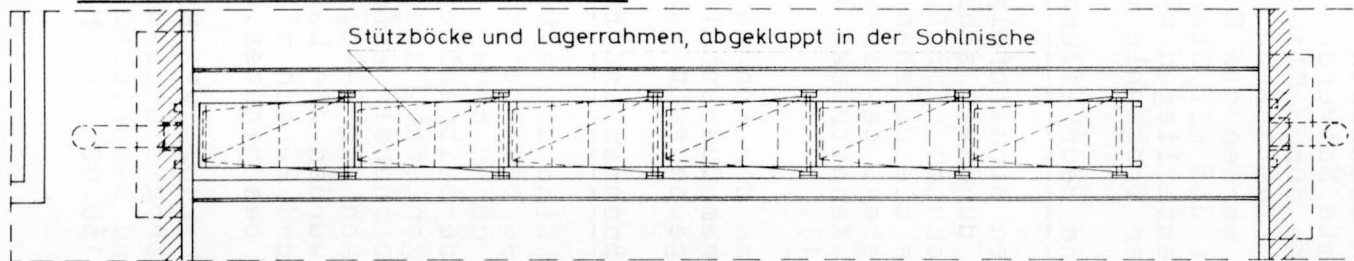 Stützböcke und Lagerrahmen, abgeklappt in der Sohlnische